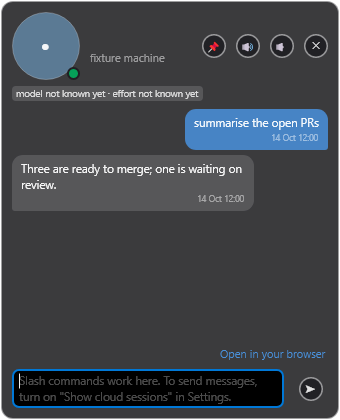 fixture machine
model not known yet · effort not known yet
summarise the open PRs
14 Oct 12:00
Three are ready to merge; one is waiting on
review.
14 Oct 12:00
Open in your browser
Slash commands work here. To send messages,
turn on "Show cloud sessions" in Settings.